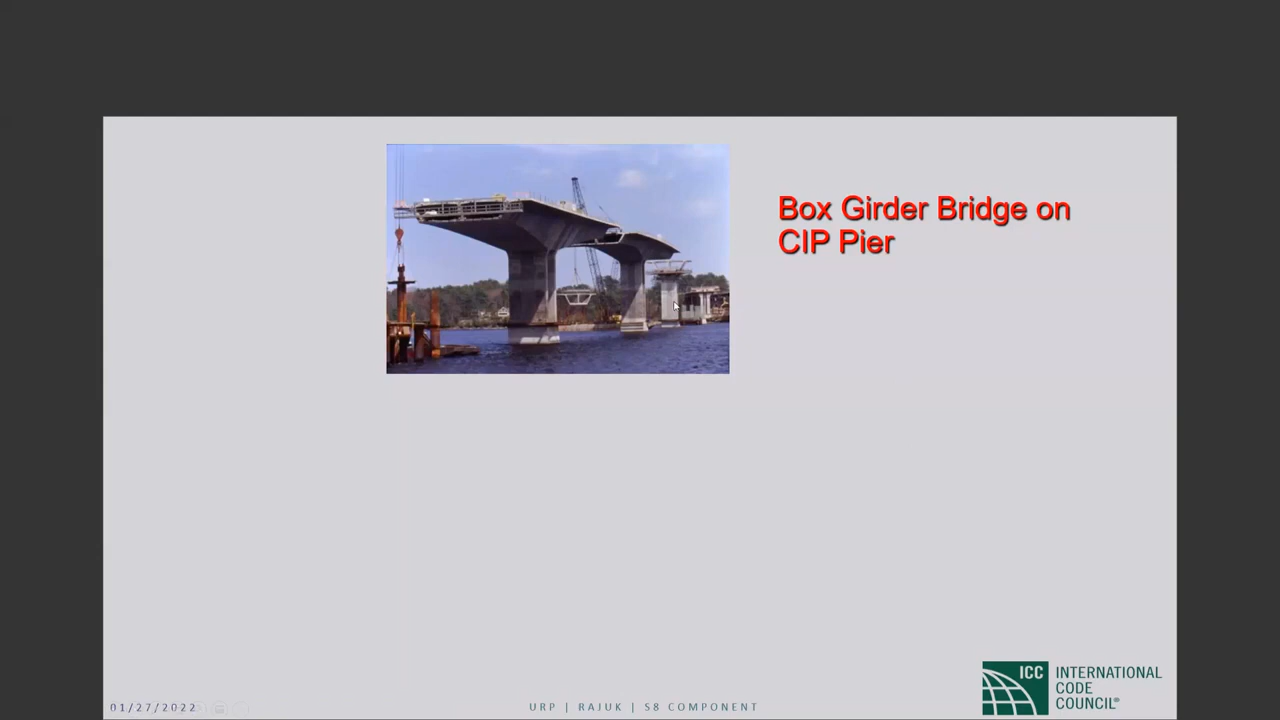 Box Girder Bridge on
CIP Pier
01/27/2022
URP | RAJUK | S8 COMPONENT
ICC
INTERNATIONAL
CODE
COUNCIL®